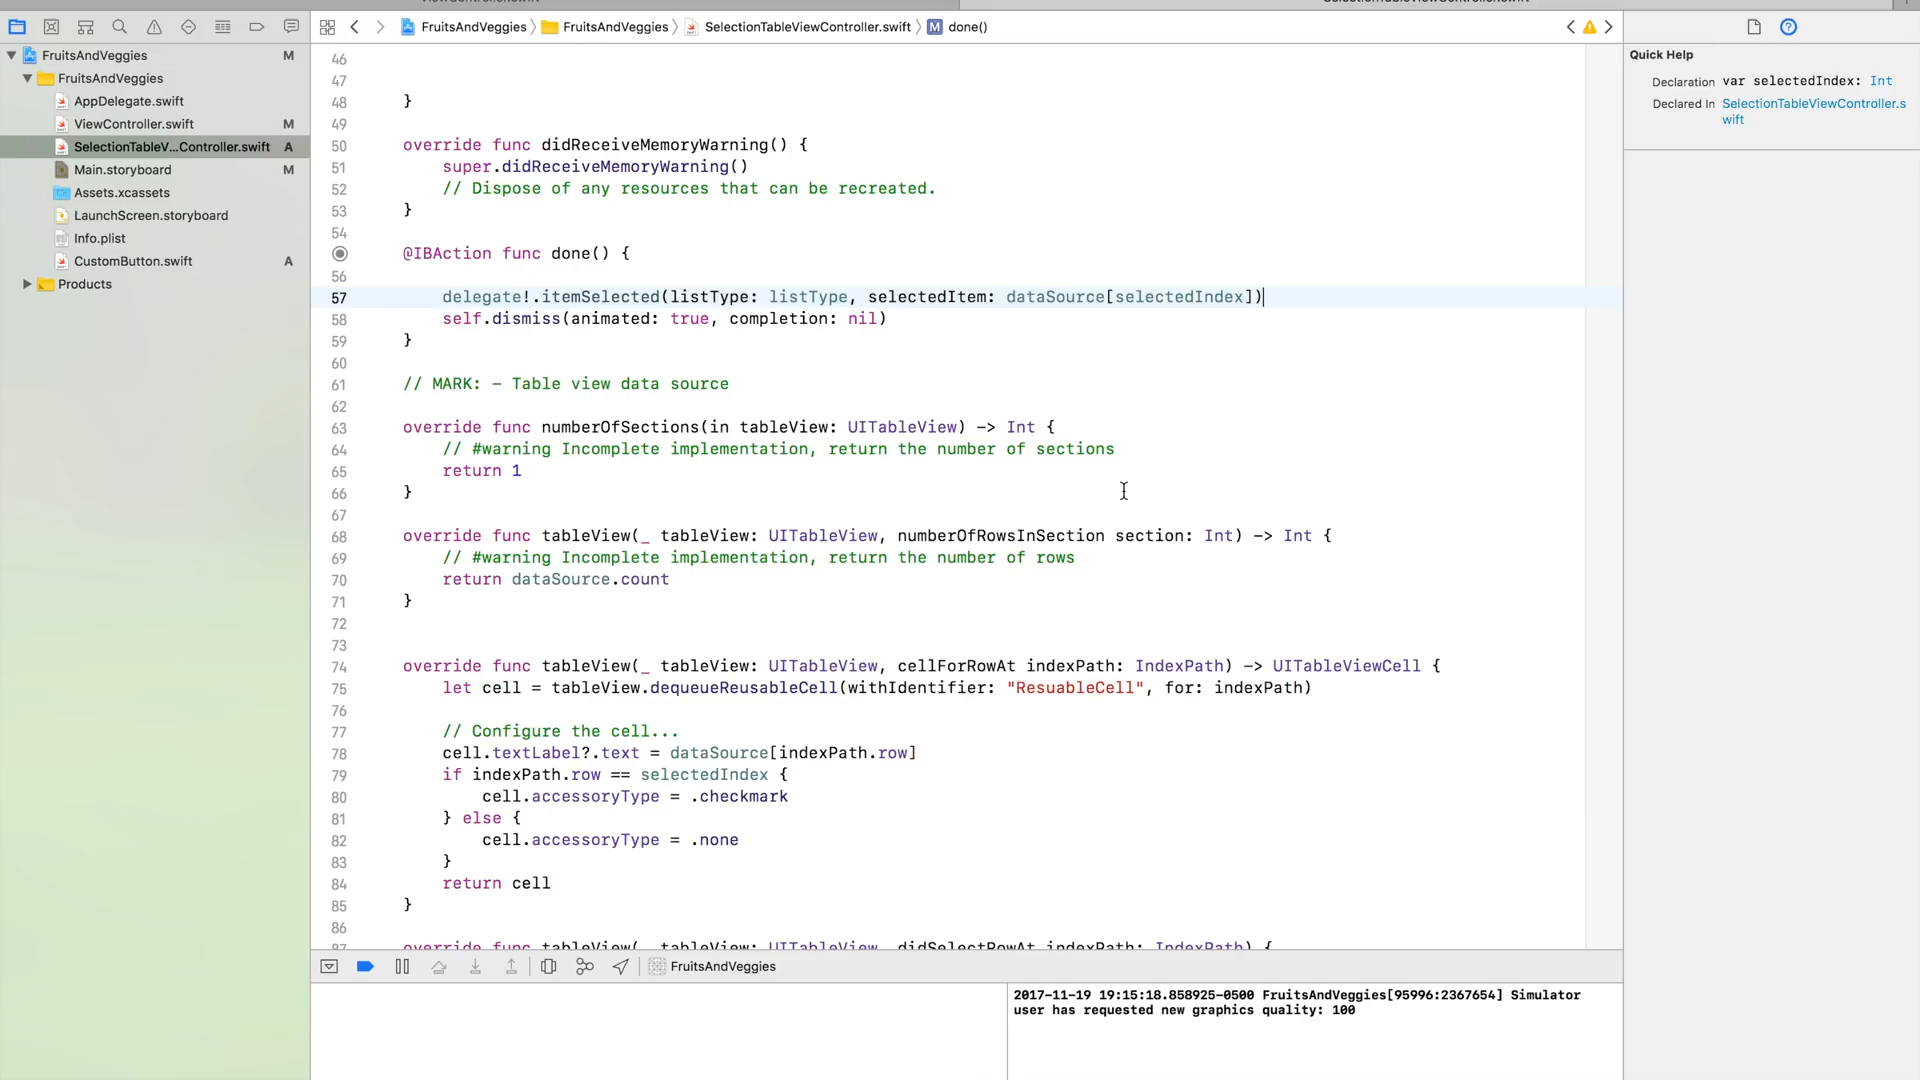 FruitsAndVeggies FruitsAndVeggies SelectionTableViewController.swift M done()
FruitsAndVeggies M
FruitsAndVeggies
AppDelegate.swift
ViewController.swift M
SelectionTableV...Controller.swift A
Main.storyboard M
Assets.xcassets
LaunchScreen.storyboard
Info.plist
CustomButton.swift A
Products
46
47
48 }
49
50 override func didReceiveMemoryWarning() {
51 super.didReceiveMemoryWarning()
52 // Dispose of any resources that can be recreated.
53 }
54
@IBAction func done() {
56
57 delegate!.itemSelected(listType: listType, selectedItem: dataSource[selectedIndex])
58 self.dismiss(animated: true, completion: nil)
59 }
60
61 // MARK: - Table view data source
62
63 override func numberOfSections(in tableView: UITableView) -> Int {
64 // #warning Incomplete implementation, return the number of sections
65 return 1
66 }
67
68 override func tableView(_ tableView: UITableView, numberOfRowsInSection section: Int) -> Int {
69 // #warning Incomplete implementation, return the number of rows
70 return dataSource.count
71 }
72
73
74 override func tableView(_ tableView: UITableView, cellForRowAt indexPath: IndexPath) -> UITableViewCell {
75 let cell = tableView.dequeueReusableCell(withIdentifier: "ResuableCell", for: indexPath)
76
77 // Configure the cell...
78 cell.textLabel?.text = dataSource[indexPath.row]
79 if indexPath.row == selectedIndex {
80 cell.accessoryType = .checkmark
81 } else {
82 cell.accessoryType = .none
83 }
84 return cell
85 }
86
87 override func tableView(_ tableView: UITableView, didSelectRowAt indexPath: IndexPath) {
FruitsAndVeggies
2017-11-19 19:15:18.858925-0500 FruitsAndVeggies[95996:2367654] Simulator
user has requested new graphics quality: 100
Quick Help
Declaration var selectedIndex: Int
Declared In SelectionTableViewController.s
wift